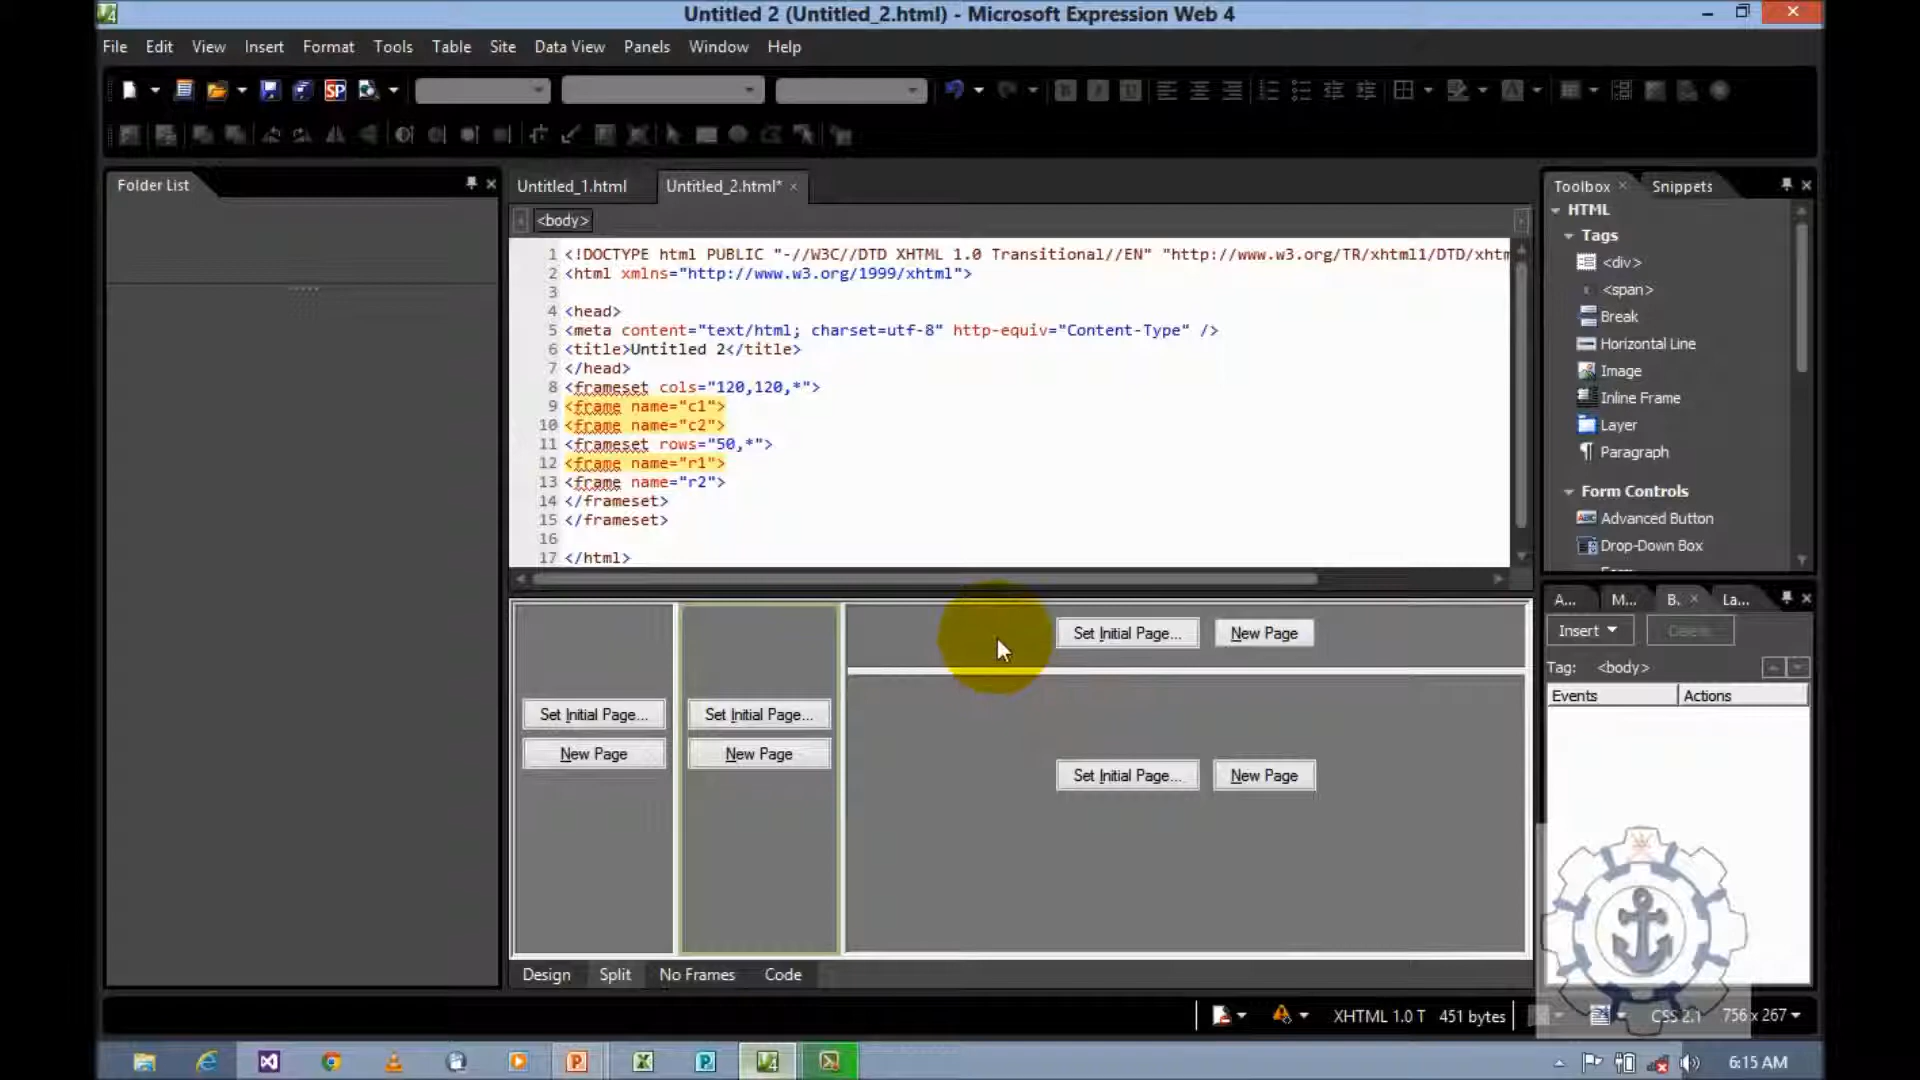 Untitled 2 (Untitled_2.html) - Microsoft Expression Web 4
File Edit View Insert Format Tools Table Site Data View Panels Window Help
SP
Folder List
Untitled_1.html
Untitled_2.html*
<body>
1 <!DOCTYPE html PUBLIC "-//W3C//DTD XHTML 1.0 Transitional//EN" "http://www.w3.org/TR/xhtml1/DTD/xhtm
2 <html xmlns="http://www.w3.org/1999/xhtml">
3
4 <head>
5 <meta content="text/html; charset=utf-8" http-equiv="Content-Type" />
6 <title>Untitled 2</title>
7 </head>
8 <frameset cols="120,120,*">
9 <frame name="c1">
10 <frame name="c2">
11 <frameset rows="50,*">
12 <frame name="r1">
13 <frame name="r2">
14 </frameset>
15 </frameset>
16
17 </html>
Set Initial Page... New Page
Set Initial Page...
New Page
Set Initial Page...
New Page
Set Initial Page... New Page
Design Split No Frames Code
Toolbox Snippets
HTML
Tags
<div>
<span>
Break
Horizontal Line
Image
Inline Frame
Layer
Paragraph
Form Controls
Advanced Button
Drop-Down Box
A... M... B. La...
Insert
Tag: <body>
Events Actions
XHTML 1.0 T 451 bytes
CSS 2.1 756 x 267
6:15 AM